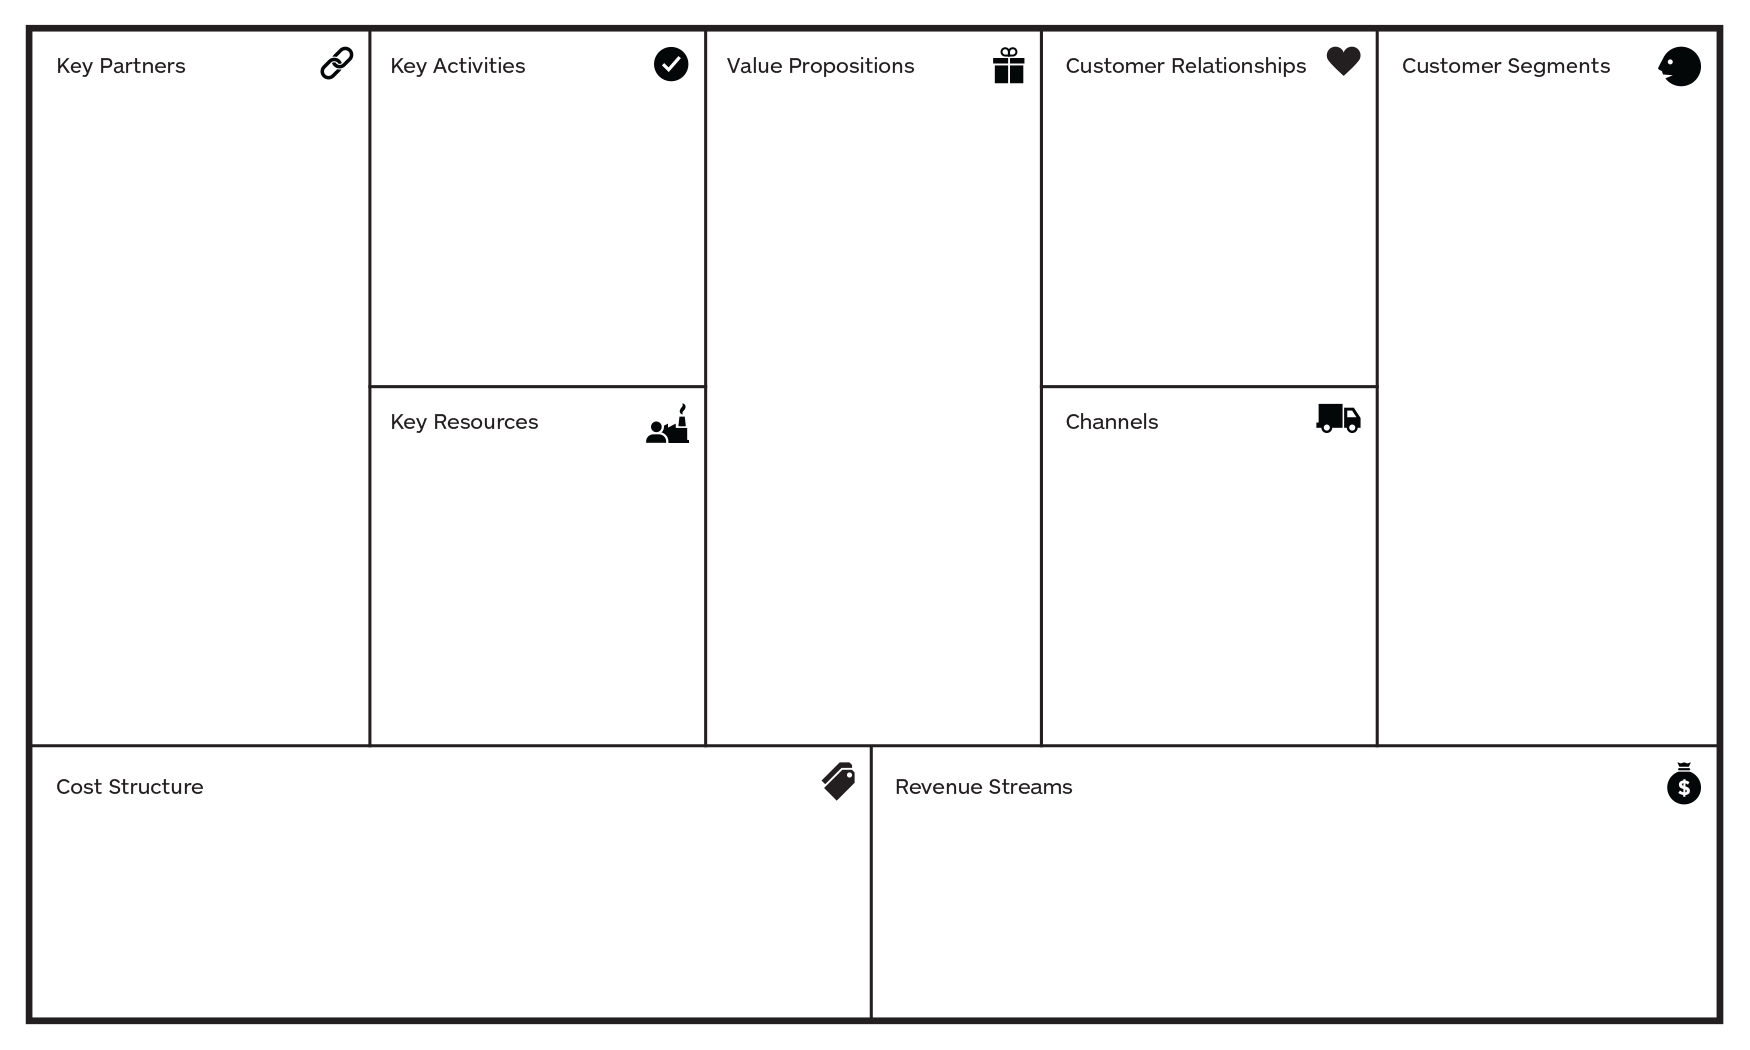 Key Partners
Key Activities
Value Propositions
Customer Relationships
Customer Segments
Key Resources
Channels
Cost Structure
Revenue Streams
$